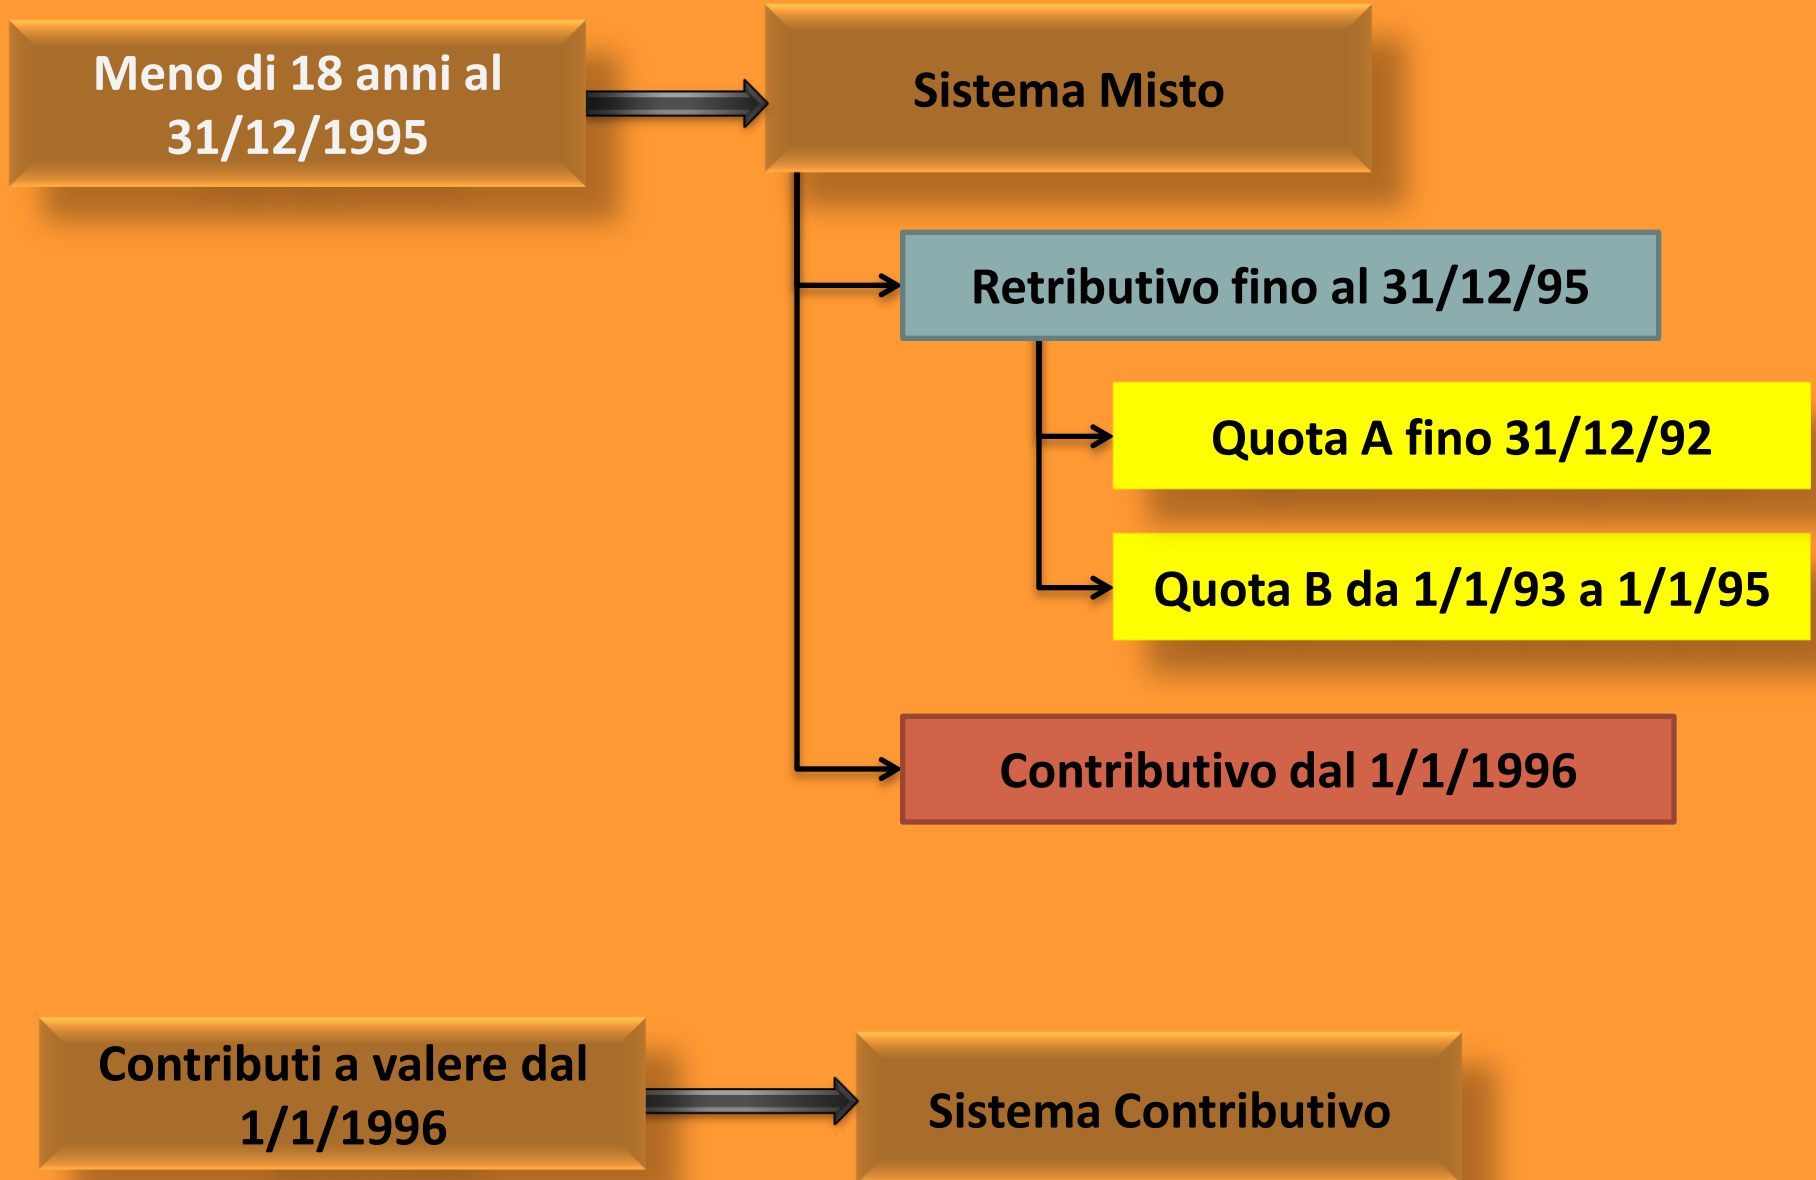 Meno di 18 anni al
31/12/1995
Sistema Misto
Retributivo fino al 31/12/95
Quota A fino 31/12/92
Quota B da 1/1/93 a 1/1/95
Contributivo dal 1/1/1996
Contributi a valere dal
1/1/1996
Sistema Contributivo